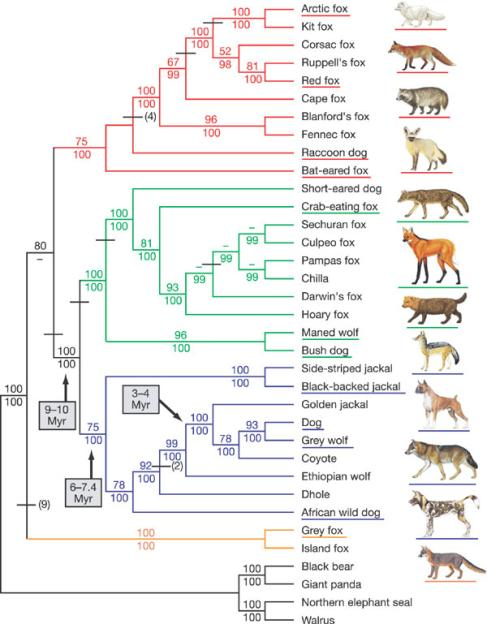 Arctic fox
100
100
Kit fox
100
100
Corsac fox
52
98
Ruppell's fox
81
100
Red fox
67
99
Cape fox
100
100
(4)
Blanford's fox
96
100
Fennec fox
75
100
Raccoon dog
Bat-eared fox
Short-eared dog
100
100
Crab-eating fox
Sechuran fox
–
99
Culpeo fox
80
–
81
100
–
99
Pampas fox
–
99
Chilla
–
99
100
100
93
100
Darwin's fox
Hoary fox
Maned wolf
96
100
Bush dog
100
100
Side-striped jackal
100
100
Black-backed jackal
100
100
9–10
Myr
3–4
Myr
Golden jackal
100
100
Dog
93
100
75
100
Grey wolf
78
100
Coyote
99
100
(2)
92
100
Ethiopian wolf
6–7.4
Myr
78
100
Dhole
African wild dog
(9)
Grey fox
100
100
Island fox
Black bear
100
100
Giant panda
100
100
Northern elephant seal
100
100
Walrus